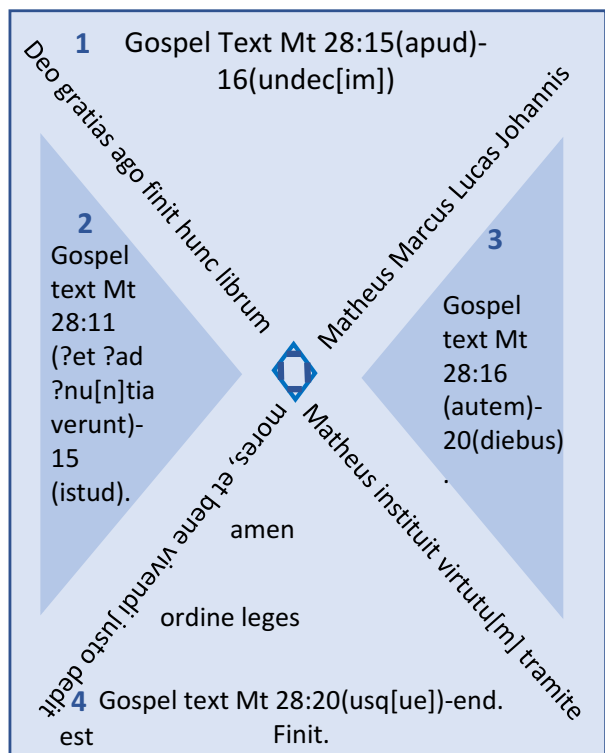 1 Gospel Text Mt 28:15(apud)-
16(undec[im])
Deo gratias ago finit hunc librum
Matheus Marcus Lucas Johannis
2
Gospel
text Mt
28:11
(?et ?ad
?nu[n]tia
verunt)-
15
(istud).
3
Gospel
text Mt
28:16
(autem)-
20(diebus)
.
Matheus instituit virtutu[m] tramite
mores, et bene vivendi justo dedit
amen
ordine leges
4 Gospel text Mt 28:20(usq[ue])-end.
est
Finit.